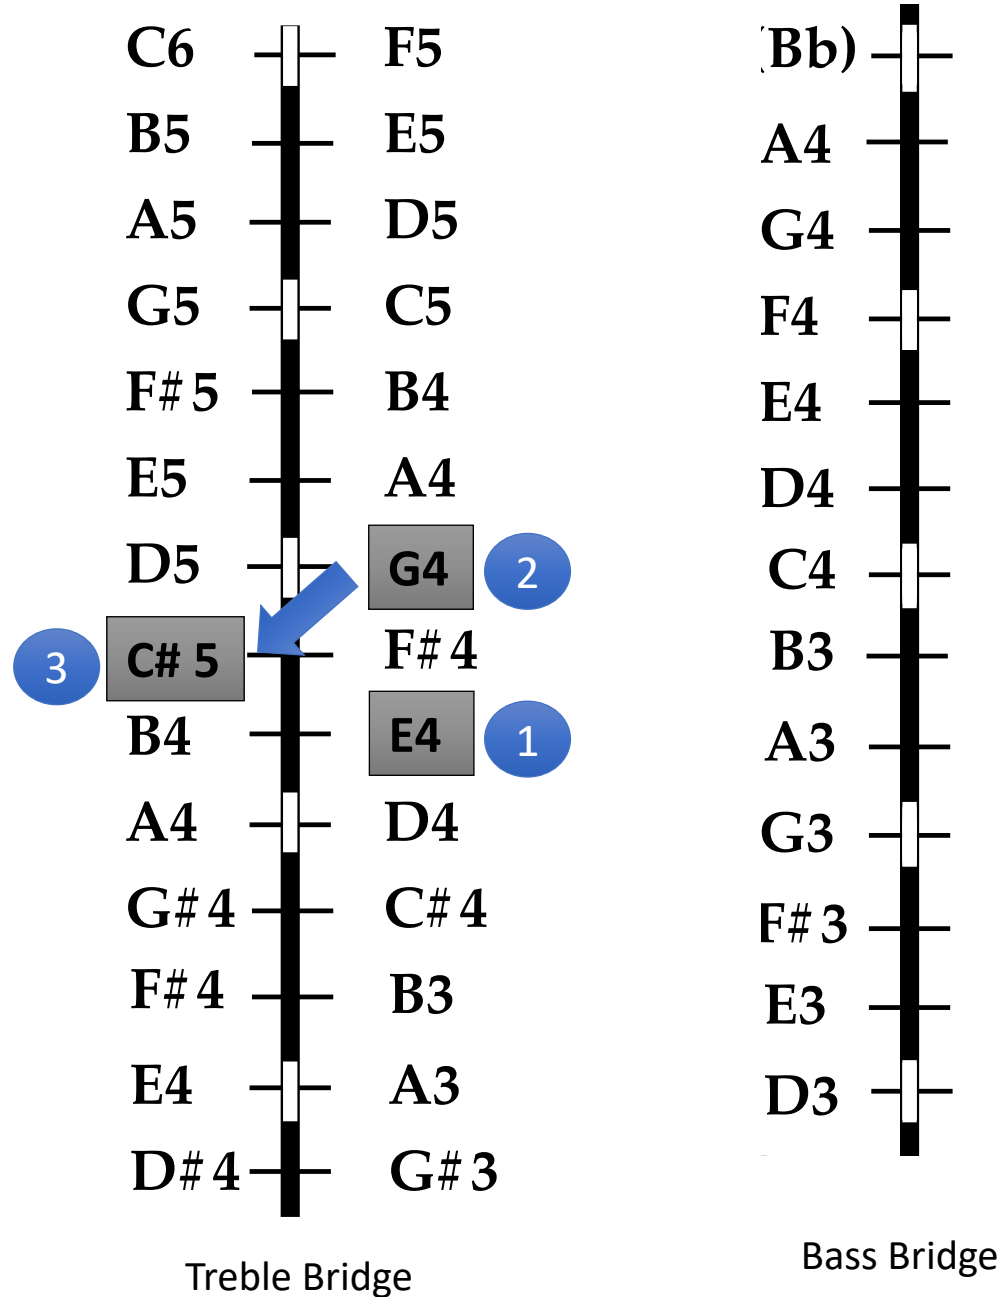 C6 F5 (Bb)
B5 E5 A4
A5 D5 G4
G5 C5 F4
F#5 B4 E4
E5 A4 D4
D5 G4 2 C4
3 C# 5 F#4 B3
B4 E4 1 A3
A4 D4 G3
G#4 C#4 F#3
F#4 B3 E3
E4 A3 D3
D#4 G#3
Treble Bridge Bass Bridge